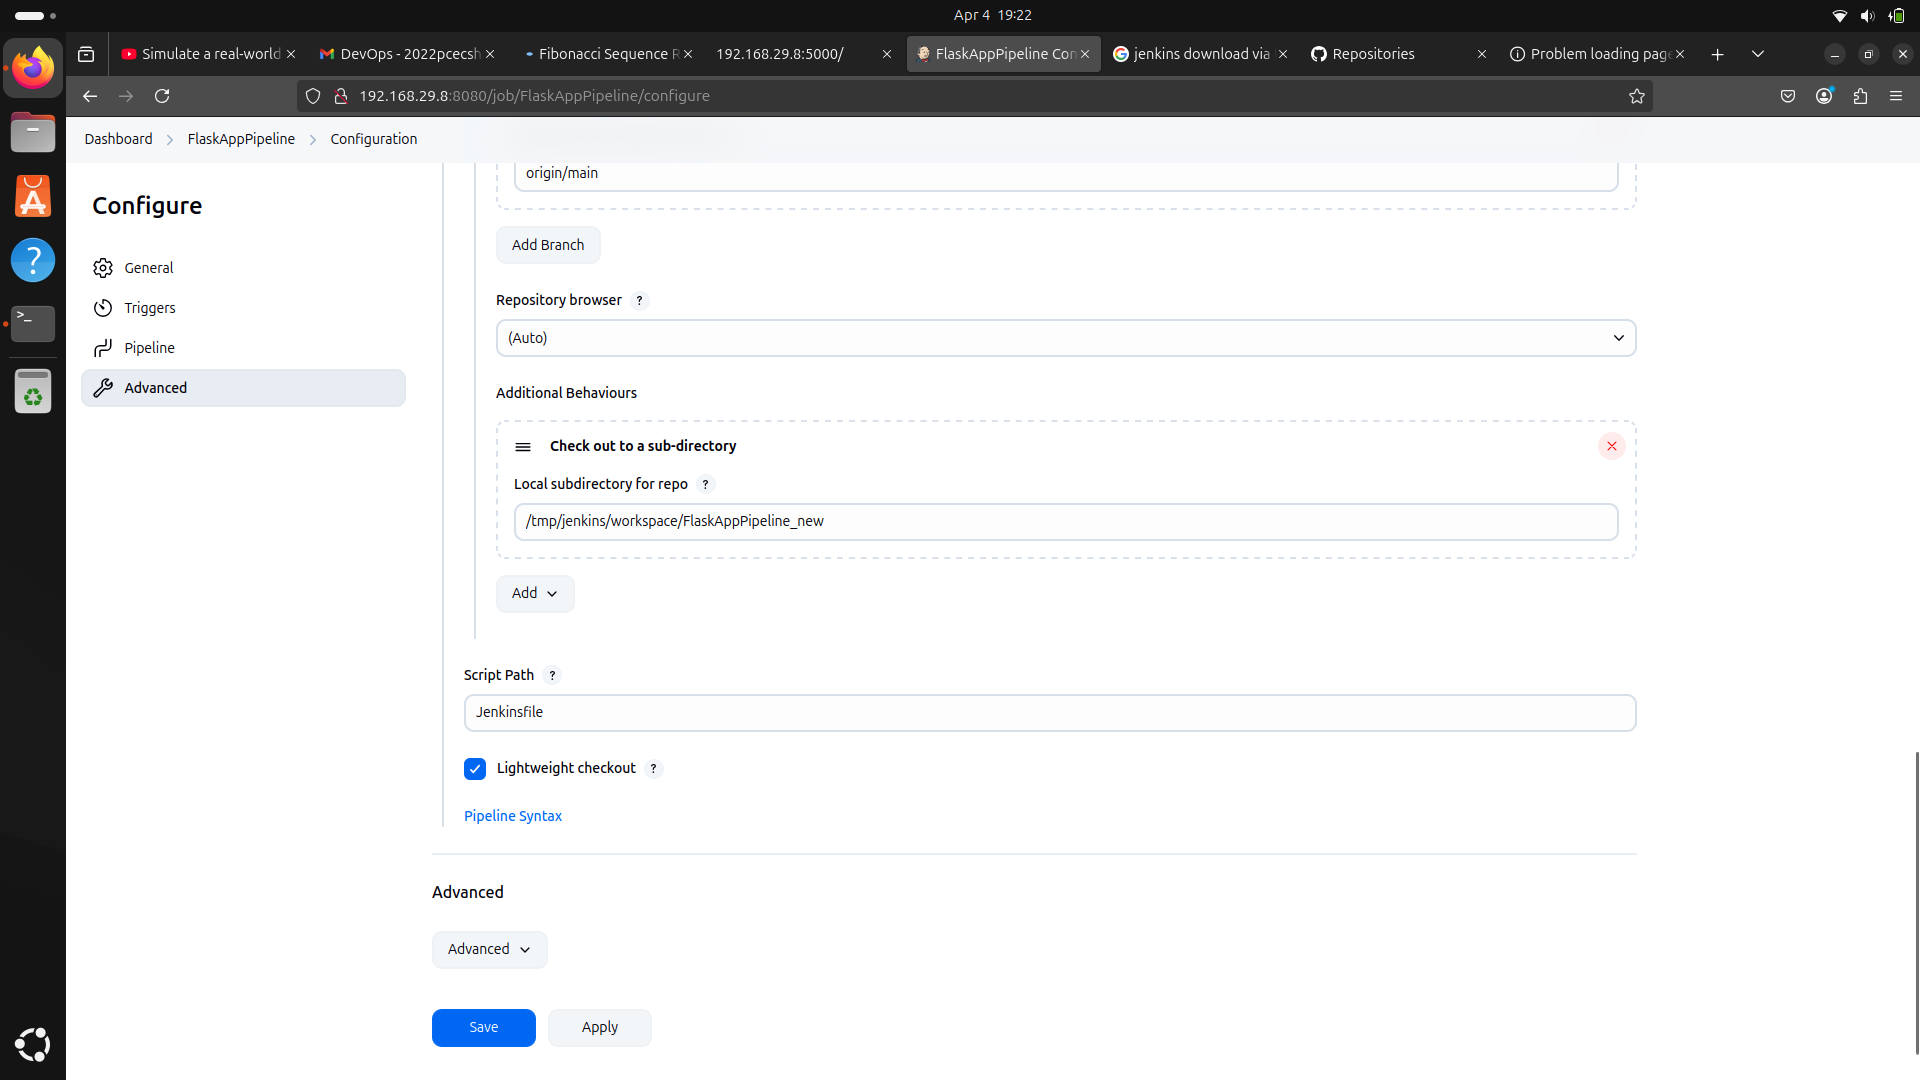 Apr 4 19:22
Simulate a real-world
DevOps - 2022pcecsh
Fibonacci Sequence R
192.168.29.8:5000/
FlaskAppPipeline Con
jenkins download via
Repositories
Problem loading page
192.168.29.8:8080/job/FlaskAppPipeline/configure
Dashboard
FlaskAppPipeline
Configuration
Configure
General
Triggers
Pipeline
Advanced
origin/main
Add Branch
Repository browser ?
(Auto)
Additional Behaviours
Check out to a sub-directory
Local subdirectory for repo ?
/tmp/jenkins/workspace/FlaskAppPipeline_new
Add
Script Path ?
Jenkinsfile
Lightweight checkout ?
Pipeline Syntax
Advanced
Advanced
Save
Apply